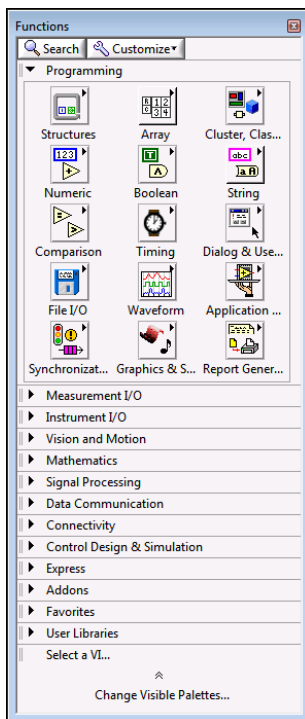 Functions
Search Customize
Programming
Structures Array Cluster, Clas...
123 abc
Numeric Boolean String
Comparison Timing Dialog & Use...
File I/O Waveform Application ...
Synchronizat... Graphics & S... Report Gener...
Measurement I/O
Instrument I/O
Vision and Motion
Mathematics
Signal Processing
Data Communication
Connectivity
Control Design & Simulation
Express
Addons
Favorites
User Libraries
Select a VI...
Change Visible Palettes...